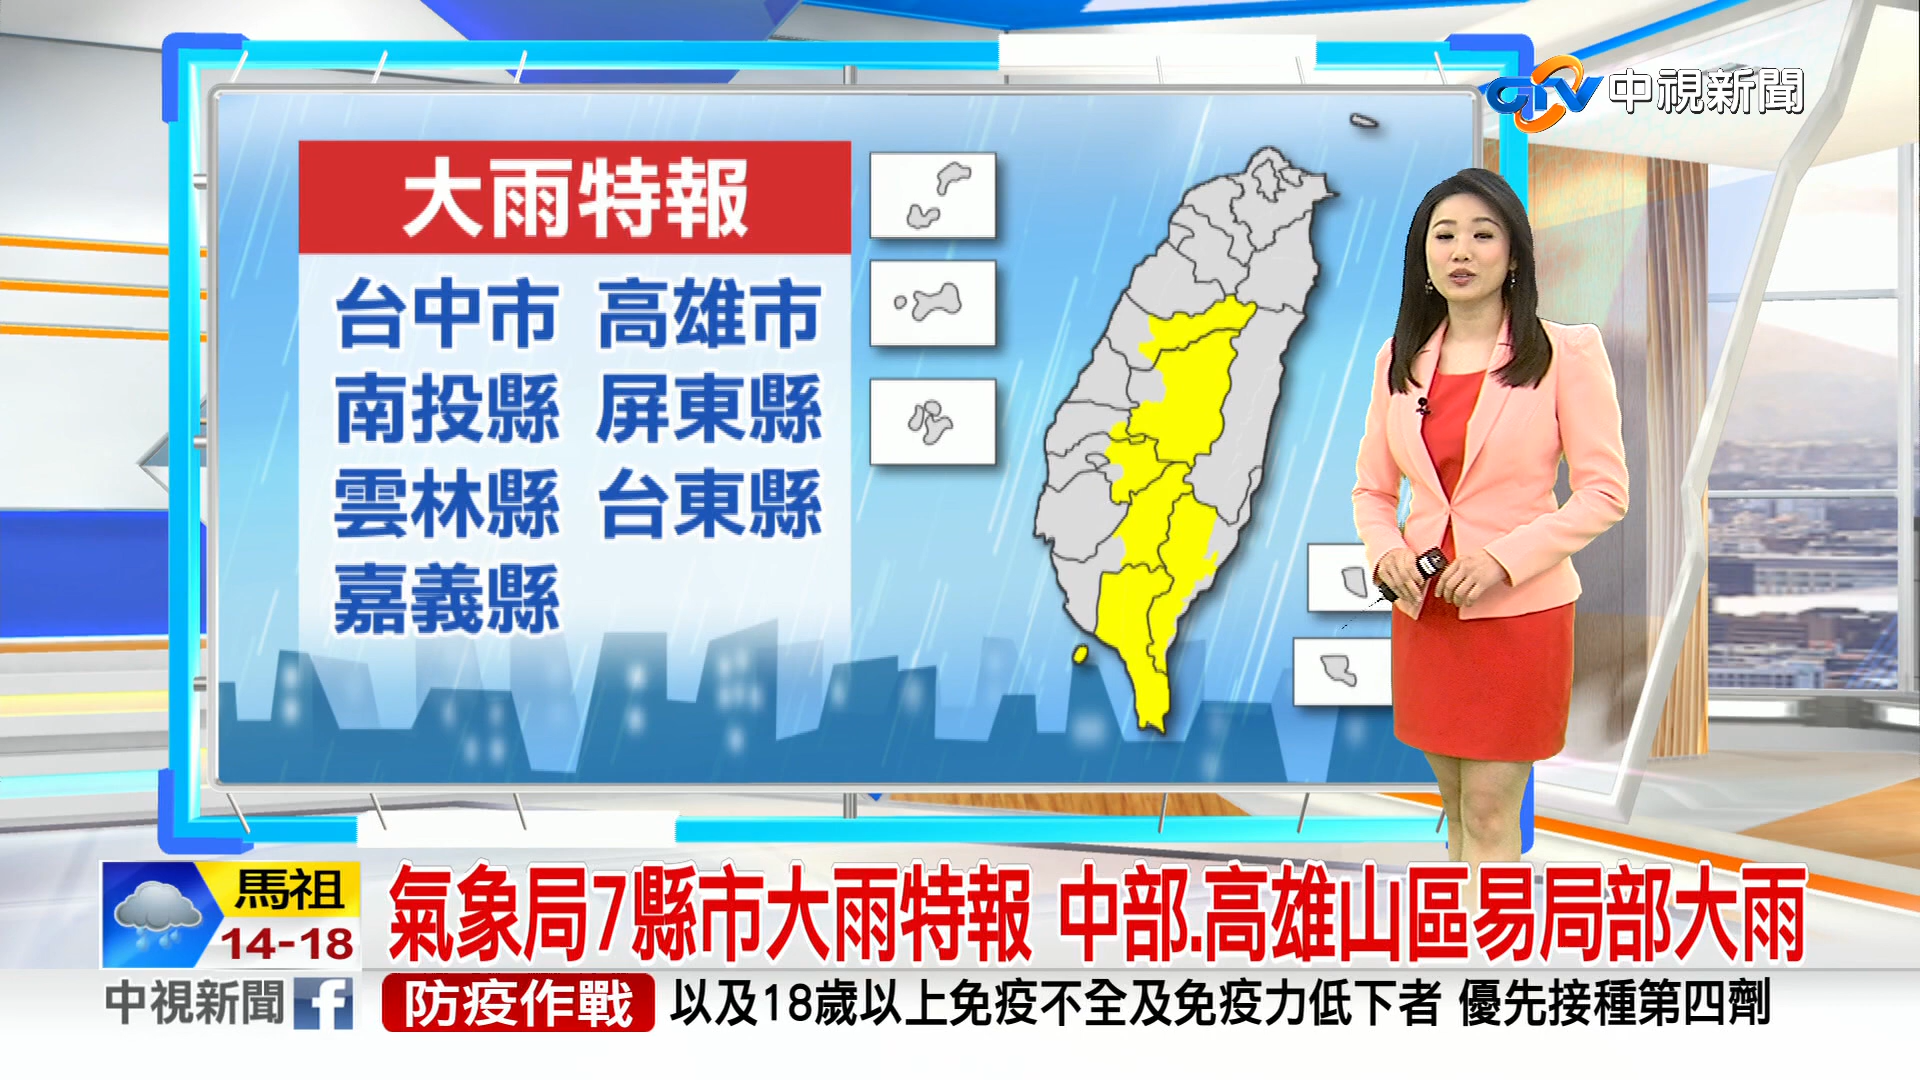 CTV 中視新聞
大雨特報
台中市 高雄市
南投縣 屏東縣
雲林縣 台東縣
嘉義縣
馬祖
14-18
氣象局7縣市大雨特報 中部.高雄山區易局部大雨
中視新聞 f
防疫作戰 以及18歲以上免疫不全及免疫力低下者 優先接種第四劑